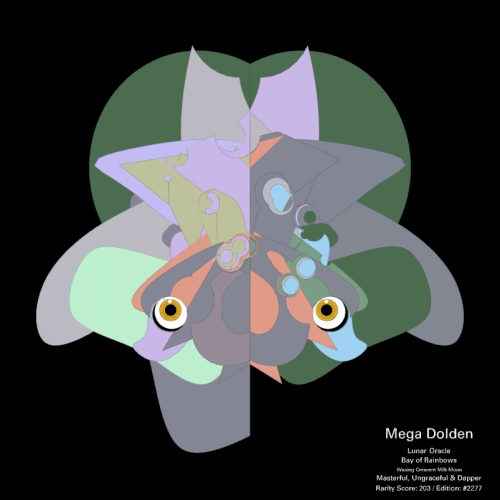 Mega Dolden
Lunar Oracle
Bay of Rainbows
Waxing Crescent Milk Moon
Masterful, Ungraceful & Dapper
Rarity Score: 203 / Edition: #2277